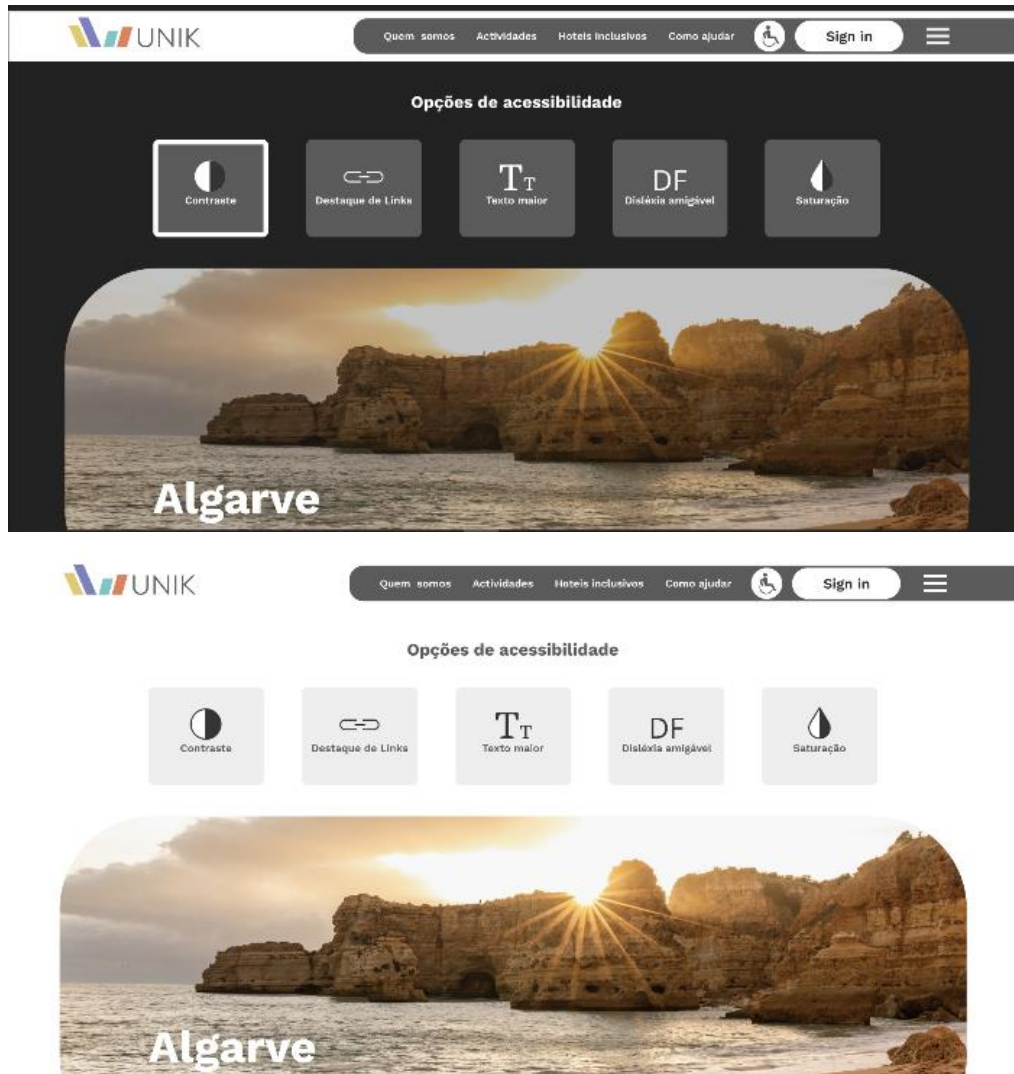 UNIK
Quem somos Actividades Hoteis inclusivos Como ajudar Sign in
Opções de acessibilidade
Contraste
Destaque de Links
TT
Texto maior
DF
Disléxia amigável
Saturação
Algarve
UNIK
Quem somos Actividades Hoteis inclusivos Como ajudar Sign in
Opções de acessibilidade
Contraste
Destaque de Links
TT
Texto maior
DF
Disléxia amigável
Saturação
Algarve